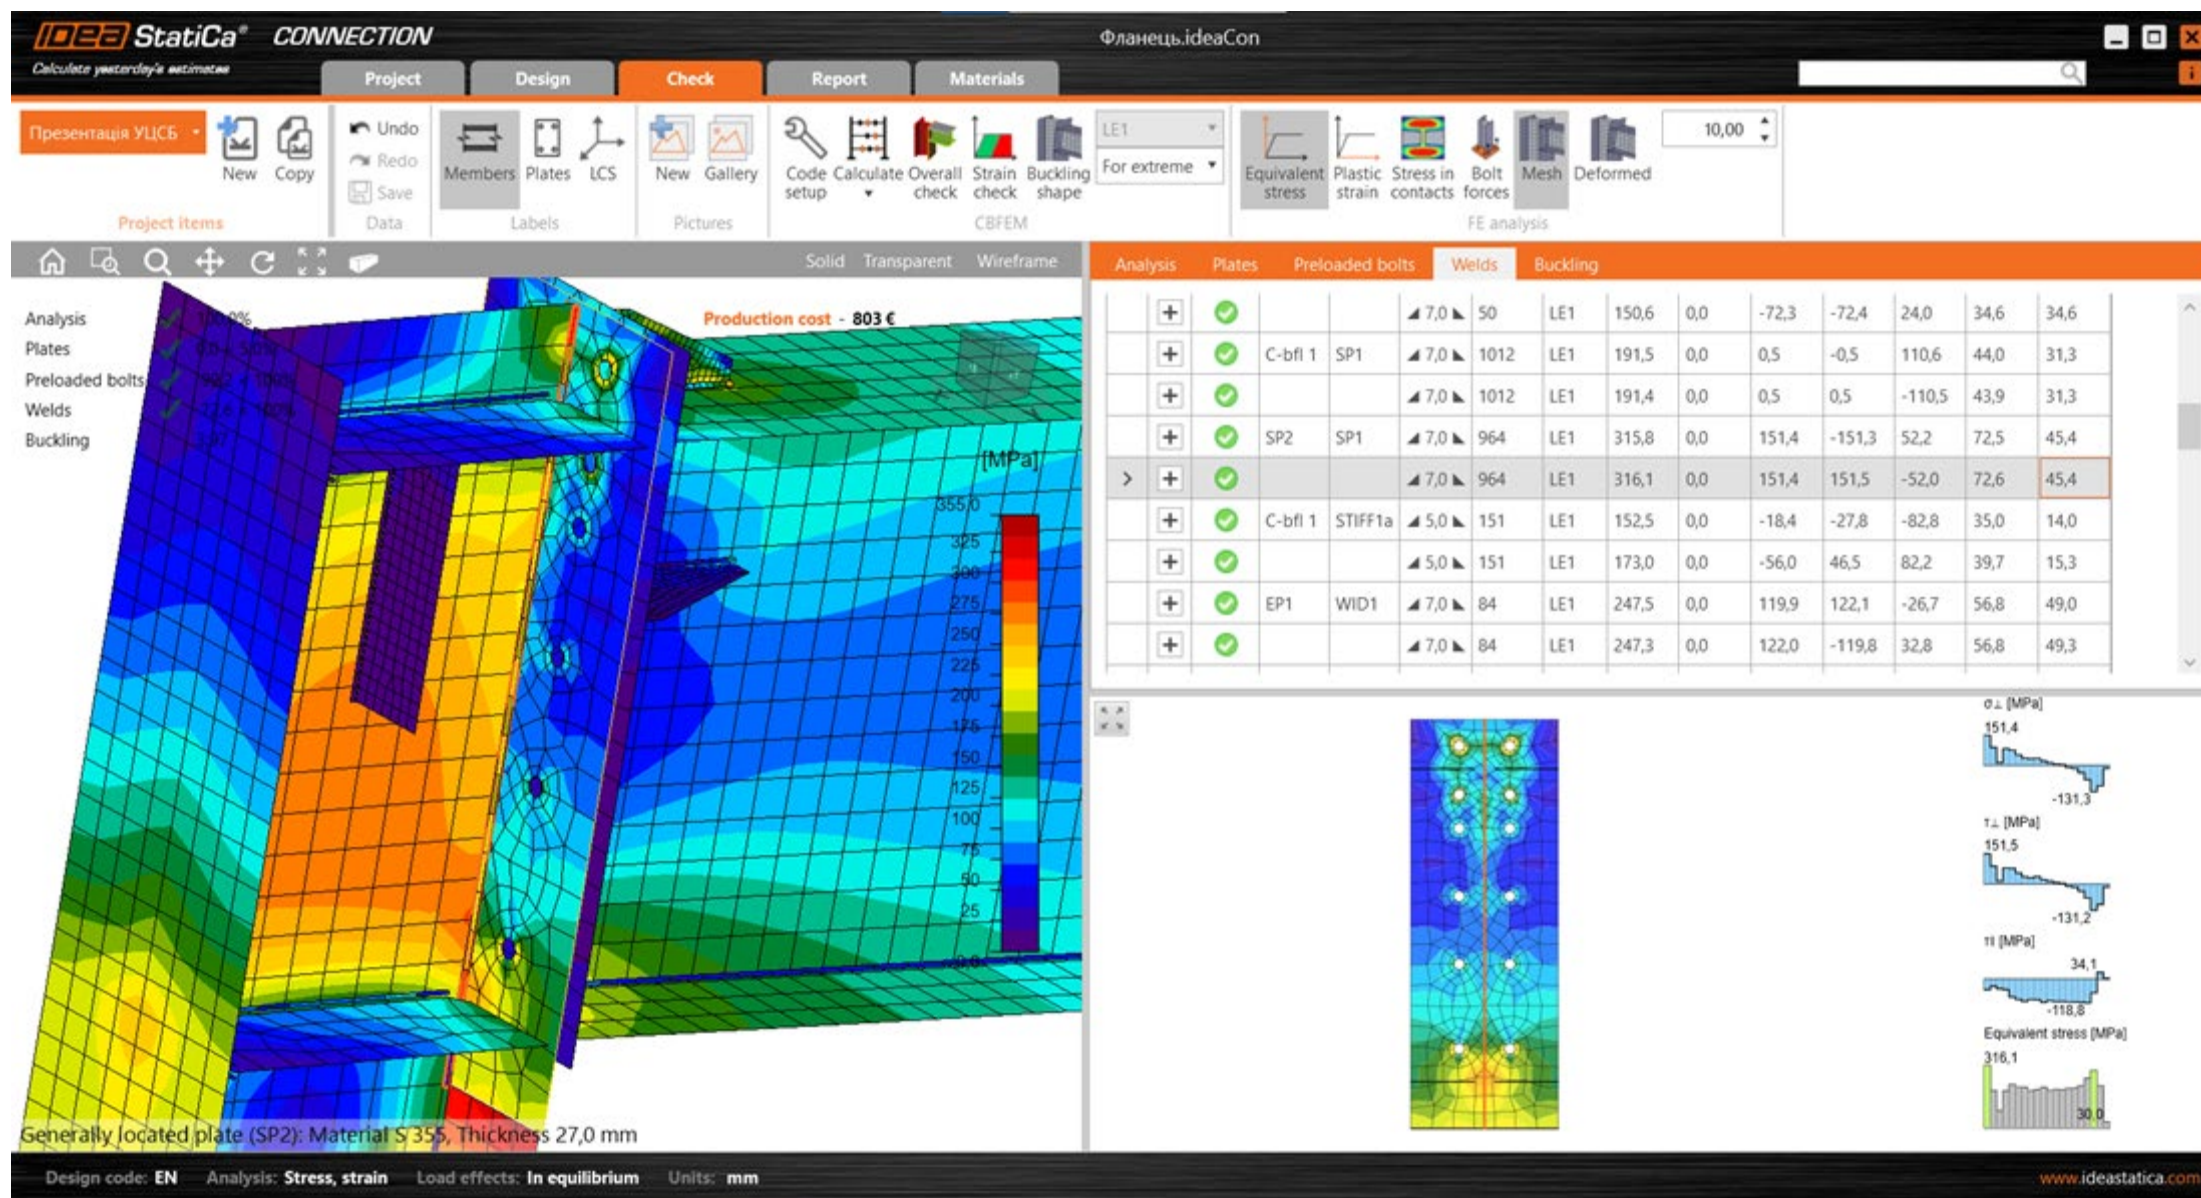 IDEA StatiCa® CONNECTION
Calculate yesterday's estimates
Фланець.ideaCon
Project Design Check Report Materials
Презентація УЦСБ
New Copy
Undo
Redo
Save
Members Plates LCS
New Gallery
Code setup Calculate Overall check Strain check Buckling shape
LE1
For extreme
Equivalent stress Plastic strain Stress in contacts Bolt forces Mesh Deformed
10,00
Project items Data Labels Pictures CBFEM FE analysis
Solid Transparent Wireframe
Analysis
Plates
Preloaded bolts
Welds
Buckling
Production cost - 803 €
[MPa]
355,0
325
300
275
250
225
200
175
150
125
100
75
50
25
Generally located plate (SP2): Material S 355, Thickness 27,0 mm
Analysis Plates Preloaded bolts Welds Buckling
7,0 50 LE1 150,6 0,0 -72,3 -72,4 24,0 34,6 34,6
C-bfl 1 SP1 7,0 1012 LE1 191,5 0,0 0,5 -0,5 110,6 44,0 31,3
7,0 1012 LE1 191,4 0,0 0,5 0,5 -110,5 43,9 31,3
SP2 SP1 7,0 964 LE1 315,8 0,0 151,4 -151,3 52,2 72,5 45,4
7,0 964 LE1 316,1 0,0 151,4 151,5 -52,0 72,6 45,4
C-bfl 1 STIFF1a 5,0 151 LE1 152,5 0,0 -18,4 -27,8 -82,8 35,0 14,0
5,0 151 LE1 173,0 0,0 -56,0 46,5 82,2 39,7 15,3
EP1 WID1 7,0 84 LE1 247,5 0,0 119,9 122,1 -26,7 56,8 49,0
7,0 84 LE1 247,3 0,0 122,0 -119,8 32,8 56,8 49,3
σ⊥ [MPa]
151,4
-131,3
τ⊥ [MPa]
151,5
-131,2
τ|| [MPa]
34,1
-118,8
Equivalent stress [MPa]
316,1
30,0
Design code: EN Analysis: Stress, strain Load effects: In equilibrium Units: mm
www.ideastatica.com